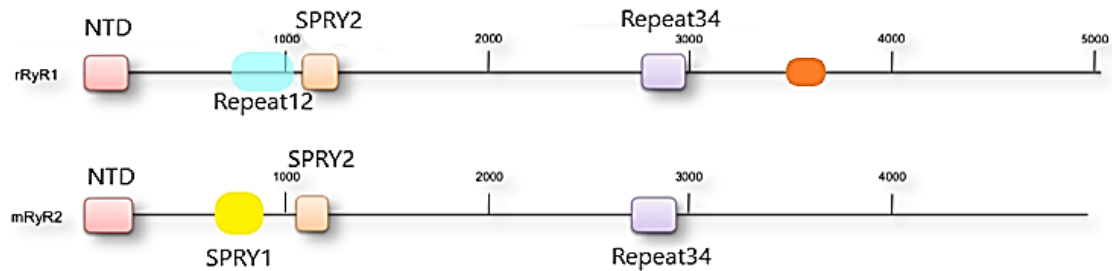 NTD SPRY2 Repeat34
1000 2000 3000 4000 5000
rRyR1
Repeat12
NTD SPRY2
1000 2000 3000 4000
mRyR2
SPRY1 Repeat34